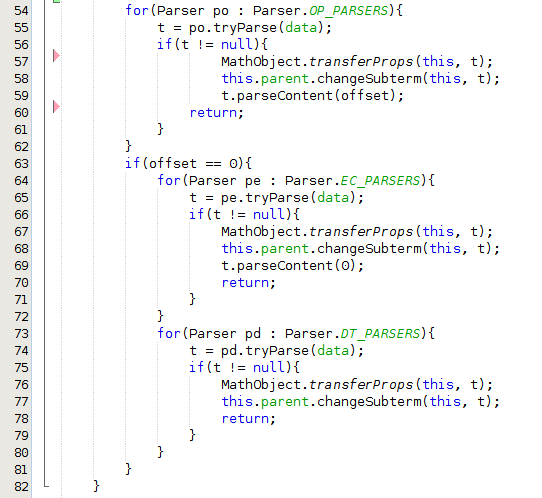 54 for(Parser po : Parser.OP_PARSERS){
55 t = po.tryParse(data);
56 if(t != null){
57 MathObject.transferProps(this, t);
58 this.parent.changeSubterm(this, t);
59 t.parseContent(offset);
60 return;
61 }
62 }
63 if(offset == 0){
64 for(Parser pe : Parser.EC_PARSERS){
65 t = pe.tryParse(data);
66 if(t != null){
67 MathObject.transferProps(this, t);
68 this.parent.changeSubterm(this, t);
69 t.parseContent(0);
70 return;
71 }
72 }
73 for(Parser pd : Parser.DT_PARSERS){
74 t = pd.tryParse(data);
75 if(t != null){
76 MathObject.transferProps(this, t);
77 this.parent.changeSubterm(this, t);
78 return;
79 }
80 }
81 }
82 }